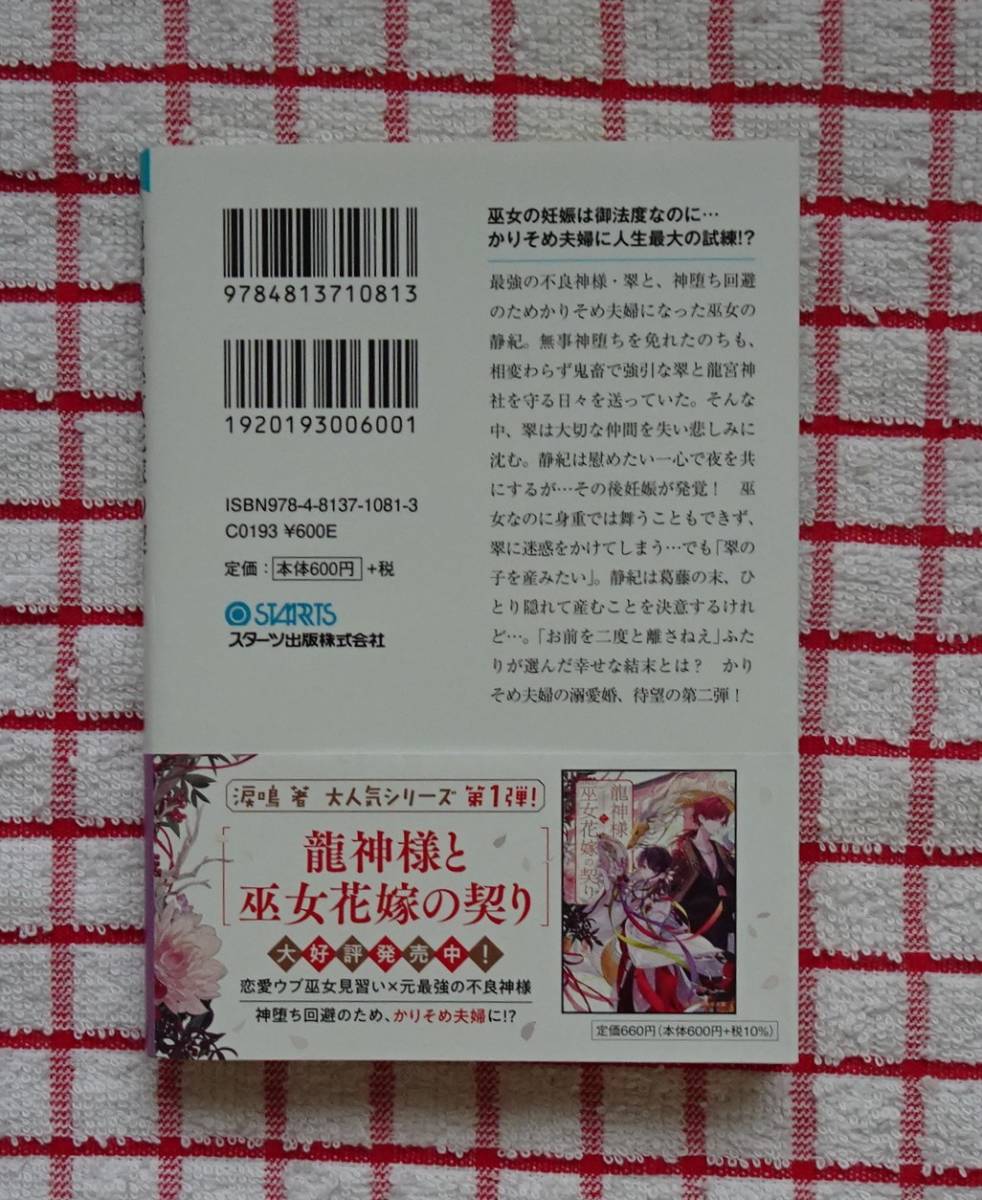 9784813710813
1920193006001
ISBN978-4-8137-1081-3
C0193 ¥600E
定価：本体600円+税
STARTS
スターツ出版株式会社
巫女の妊娠は御法度なのに…
かりそめ夫婦に人生最大の試練!?
最強の不良神様・翠と、神堕ち回避
のためかりそめ夫婦になった巫女の
静紀。無事神堕ちを免れたのちも、
相変わらず鬼畜で強引な翠と龍宮神
社を守る日々を送っていた。そんな
中、翠は大切な仲間を失い悲しみに
沈む。静紀は慰めたい一心で夜を共
にするが…その後妊娠が発覚！　巫
女なのに身重では舞うこともできず、
翠に迷惑をかけてしまう…でも「翠の
子を産みたい」。静紀は葛藤の末、ひ
とり隠れて産むことを決意するけれ
ど…。「お前を二度と離さねえ」ふた
りが選んだ幸せな結末とは？　かり
そめ夫婦の溺愛婚、待望の第二弾！
涙鳴 著 大人気シリーズ 第1弾！
龍神様と
巫女花嫁の契り
大好評発売中！
恋愛ウブ巫女見習い×元最強の不良神様
神堕ち回避のため、かりそめ夫婦に!?
龍神様と
巫女花嫁の契り
定価660円（本体600円+税10%）